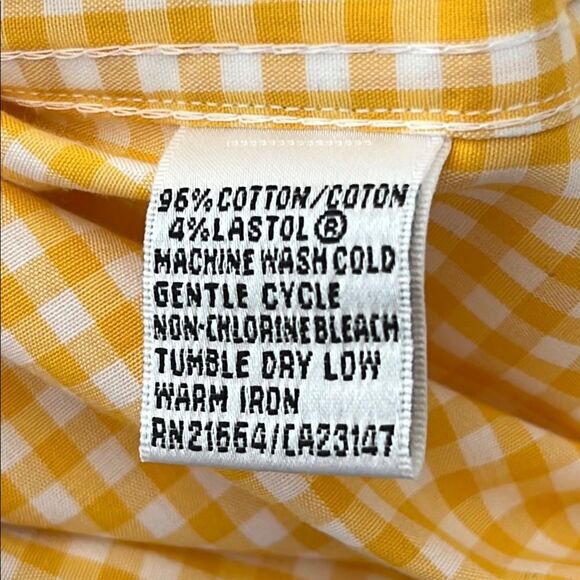 96% COTTON/COTON
4% LASTOL®
MACHINE WASH COLD
GENTLE CYCLE
NON-CHLORINE BLEACH
TUMBLE DRY LOW
WARM IRON
RN21664/CA23147